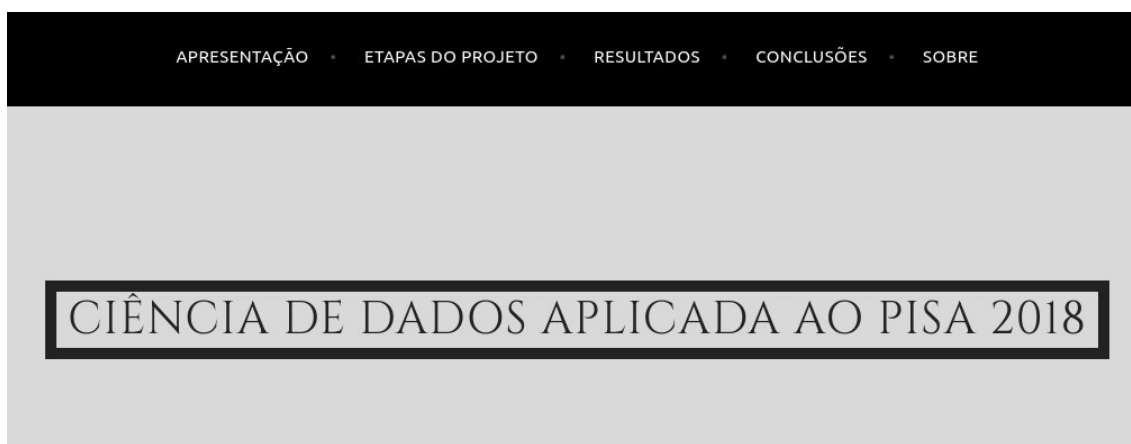 APRESENTAÇÃO • ETAPAS DO PROJETO • RESULTADOS • CONCLUSÕES • SOBRE
CIÊNCIA DE DADOS APLICADA AO PISA 2018